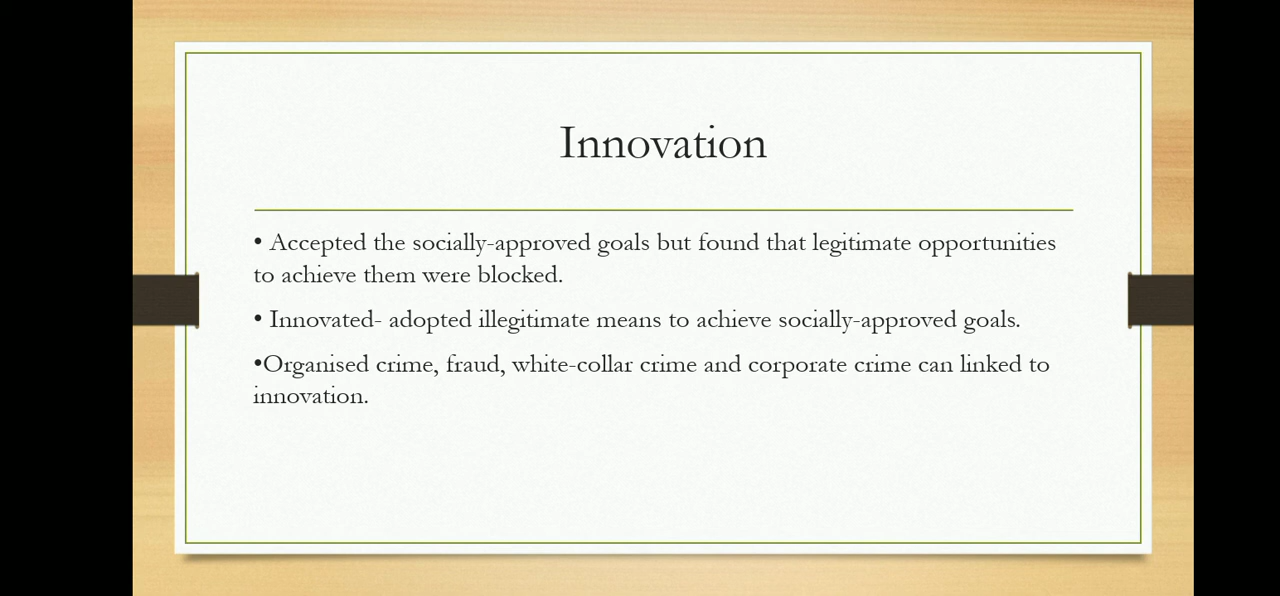 Innovation
• Accepted the socially-approved goals but found that legitimate opportunities
to achieve them were blocked.
• Innovated- adopted illegitimate means to achieve socially-approved goals.
•Organised crime, fraud, white-collar crime and corporate crime can linked to
innovation.